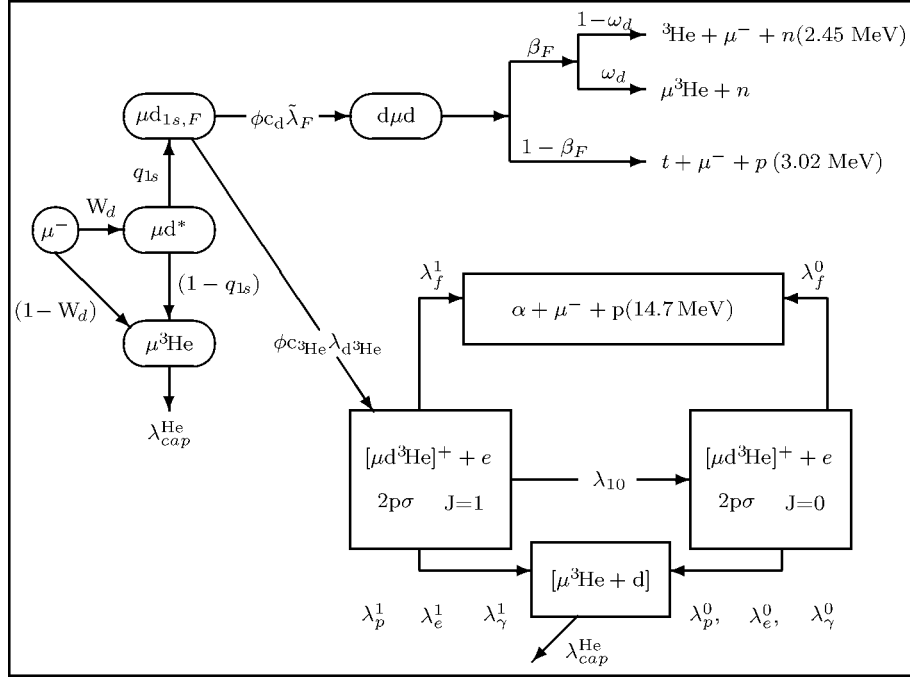 1−ω_d
³He + μ⁻ + n(2.45 MeV)
β_F
ω_d
μ³He + n
μd_{1s,F}
ϕc_d λ̃_F
dμd
1 − β_F
t + μ⁻ + p (3.02 MeV)
q_{1s}
μ⁻
W_d
μd*
(1 − q_{1s})
(1 − W_d)
λ_f^1
λ_f^0
α + μ⁻ + p(14.7 MeV)
μ³He
ϕc_{³He} λ_{d³He}
λ_{cap}^{He}
[μd³He]⁺ + e
[μd³He]⁺ + e
λ_{10}
2pσ J=1
2pσ J=0
[μ³He + d]
λ_p^1 λ_e^1 λ_γ^1
λ_p^0, λ_e^0, λ_γ^0
λ_{cap}^{He}